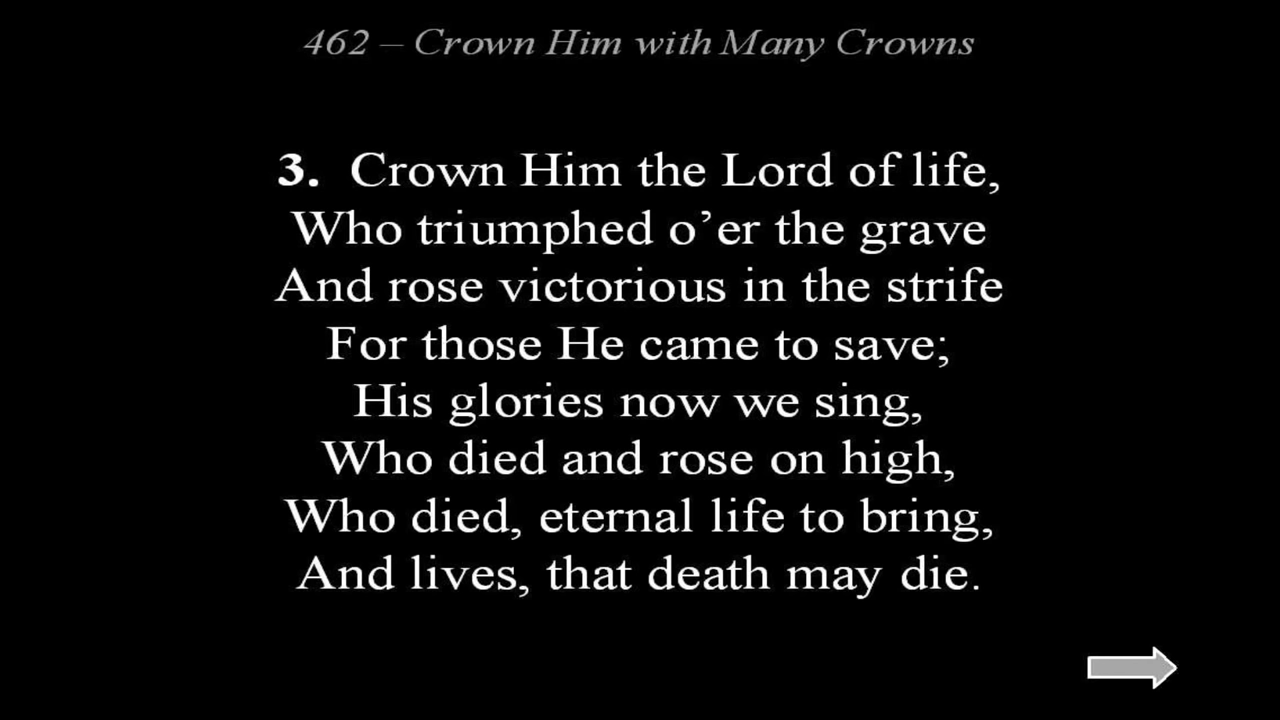 462 – Crown Him with Many Crowns
3. Crown Him the Lord of life,
Who triumphed o’er the grave
And rose victorious in the strife
For those He came to save;
His glories now we sing,
Who died and rose on high,
Who died, eternal life to bring,
And lives, that death may die.